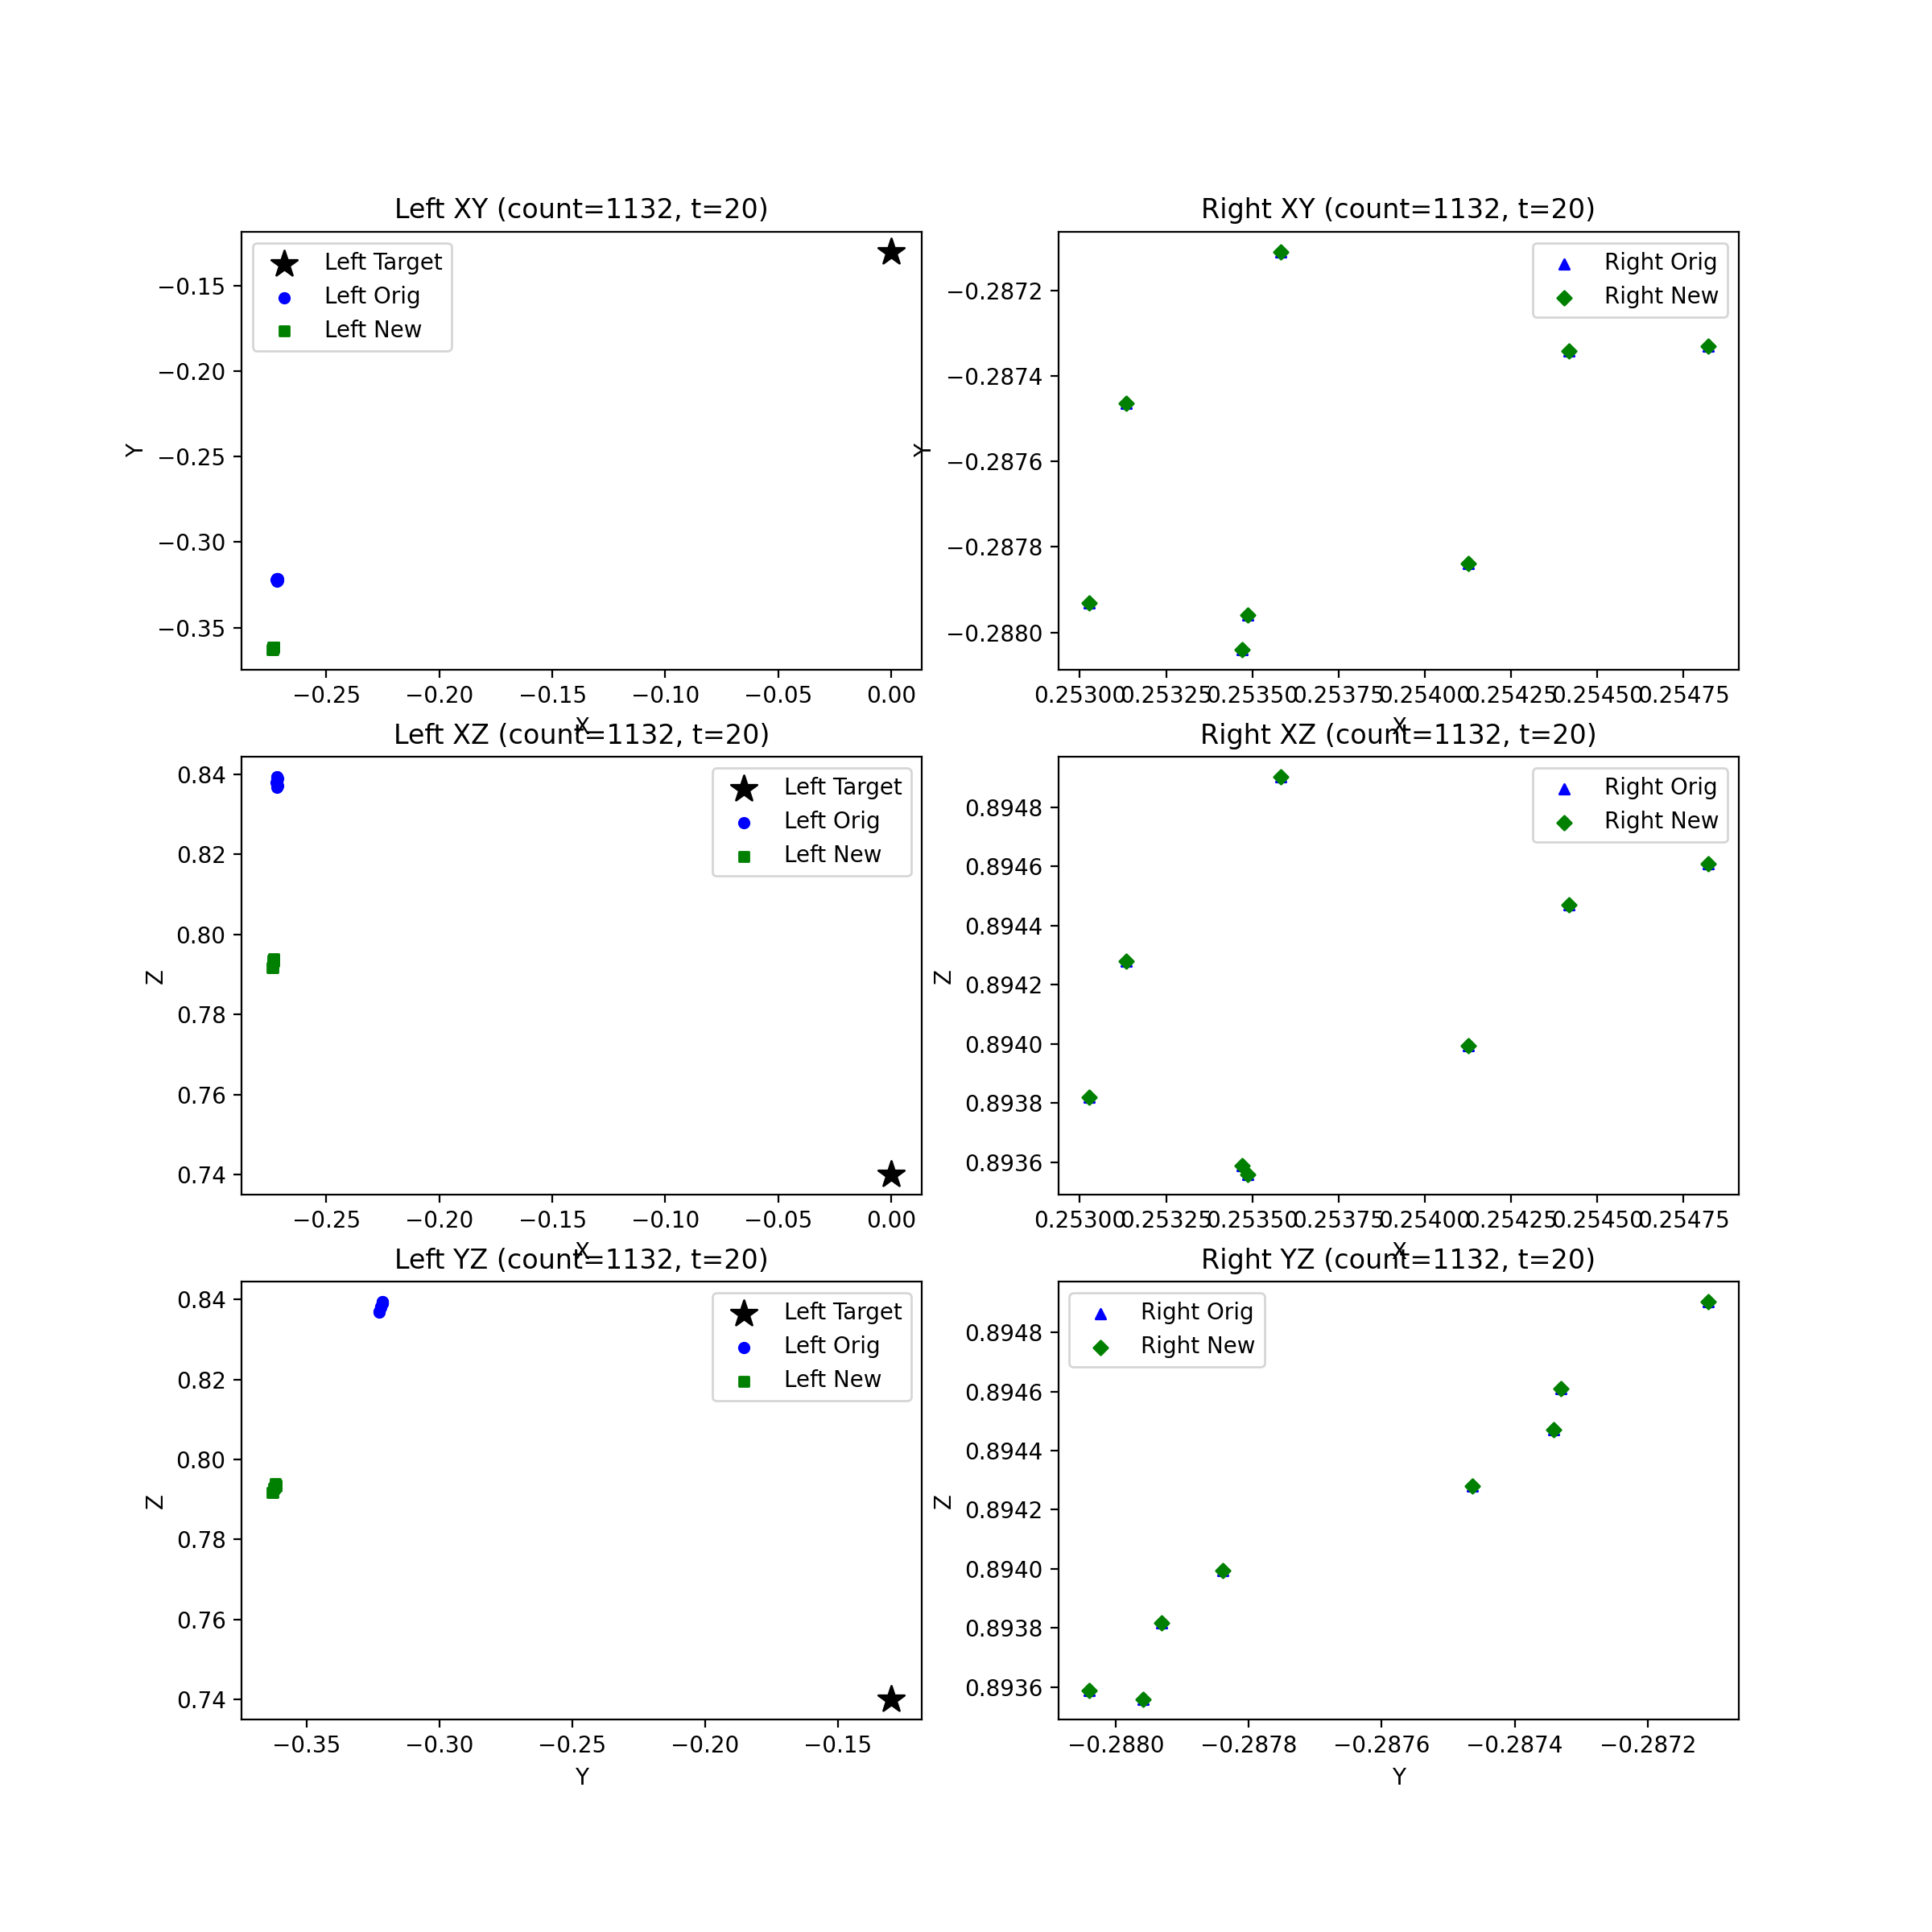 Left XY (count=1132, t=20)
Left Target
Left Orig
Left New
Y
−0.15
−0.20
−0.25
−0.30
−0.35
−0.25
−0.20
−0.15
−0.10
−0.05
0.00
X
Right XY (count=1132, t=20)
Right Orig
Right New
Y
−0.2872
−0.2874
−0.2876
−0.2878
−0.2880
0.25300
0.25325
0.25350
0.25375
0.25400
0.25425
0.25450
0.25475
X
Left XZ (count=1132, t=20)
Left Target
Left Orig
Left New
Z
0.84
0.82
0.80
0.78
0.76
0.74
−0.25
−0.20
−0.15
−0.10
−0.05
0.00
X
Right XZ (count=1132, t=20)
Right Orig
Right New
Z
0.8948
0.8946
0.8944
0.8942
0.8940
0.8938
0.8936
0.25300
0.25325
0.25350
0.25375
0.25400
0.25425
0.25450
0.25475
X
Left YZ (count=1132, t=20)
Left Target
Left Orig
Left New
Z
0.84
0.82
0.80
0.78
0.76
0.74
−0.35
−0.30
−0.25
−0.20
−0.15
Y
Right YZ (count=1132, t=20)
Right Orig
Right New
Z
0.8948
0.8946
0.8944
0.8942
0.8940
0.8938
0.8936
−0.2880
−0.2878
−0.2876
−0.2874
−0.2872
Y